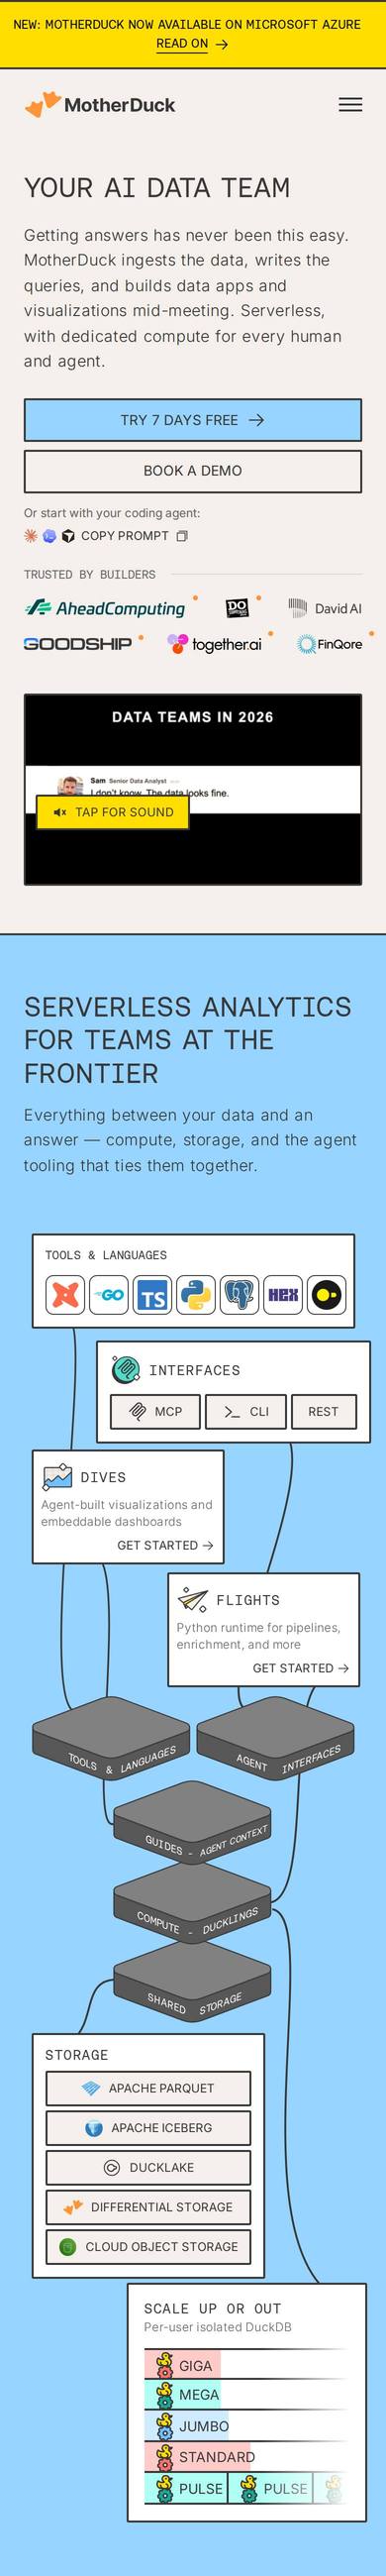 NEW: MOTHERDUCK NOW AVAILABLE ON MICROSOFT AZURE
READ ON →
MotherDuck
YOUR AI DATA TEAM
Getting answers has never been this easy.
MotherDuck ingests the data, writes the
queries, and builds data apps and
visualizations mid-meeting. Serverless,
with dedicated compute for every human
and agent.
TRY 7 DAYS FREE →
BOOK A DEMO
Or start with your coding agent:
COPY PROMPT
TRUSTED BY BUILDERS
AheadComputing DO David AI
GOODSHIP together.ai FinQore
DATA TEAMS IN 2026
Sam Senior Data Analyst
I don't know. The data looks fine.
TAP FOR SOUND
SERVERLESS ANALYTICS
FOR TEAMS AT THE
FRONTIER
Everything between your data and an
answer — compute, storage, and the agent
tooling that ties them together.
TOOLS & LANGUAGES
GO TS HEX
INTERFACES
MCP CLI REST
DIVES
Agent-built visualizations and
embeddable dashboards
GET STARTED →
FLIGHTS
Python runtime for pipelines,
enrichment, and more
GET STARTED →
TOOLS & LANGUAGES
AGENT INTERFACES
GUIDES - AGENT CONTEXT
COMPUTE - DUCKLINGS
SHARED STORAGE
STORAGE
APACHE PARQUET
APACHE ICEBERG
DUCKLAKE
DIFFERENTIAL STORAGE
CLOUD OBJECT STORAGE
SCALE UP OR OUT
Per-user isolated DuckDB
GIGA
MEGA
JUMBO
STANDARD
PULSE PULSE